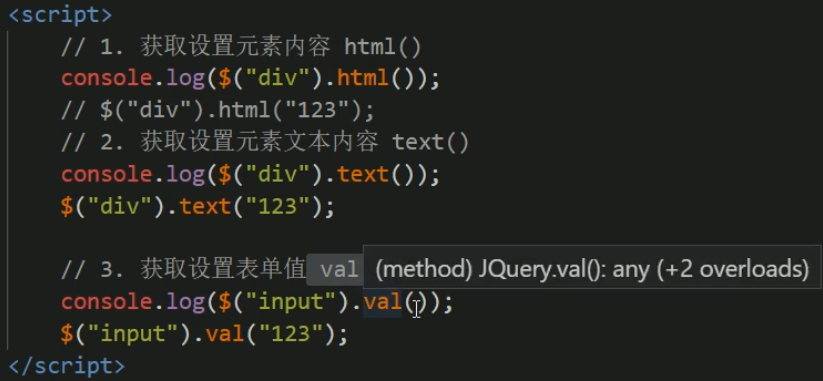 <script>
// 1. 获取设置元素内容 html()
console.log($("div").html());
// $("div").html("123");
// 2. 获取设置元素文本内容 text()
console.log($("div").text());
$("div").text("123");
// 3. 获取设置表单值 val
(method) JQuery.val(): any (+2 overloads)
console.log($("input").val());
$("input").val("123");
</script>